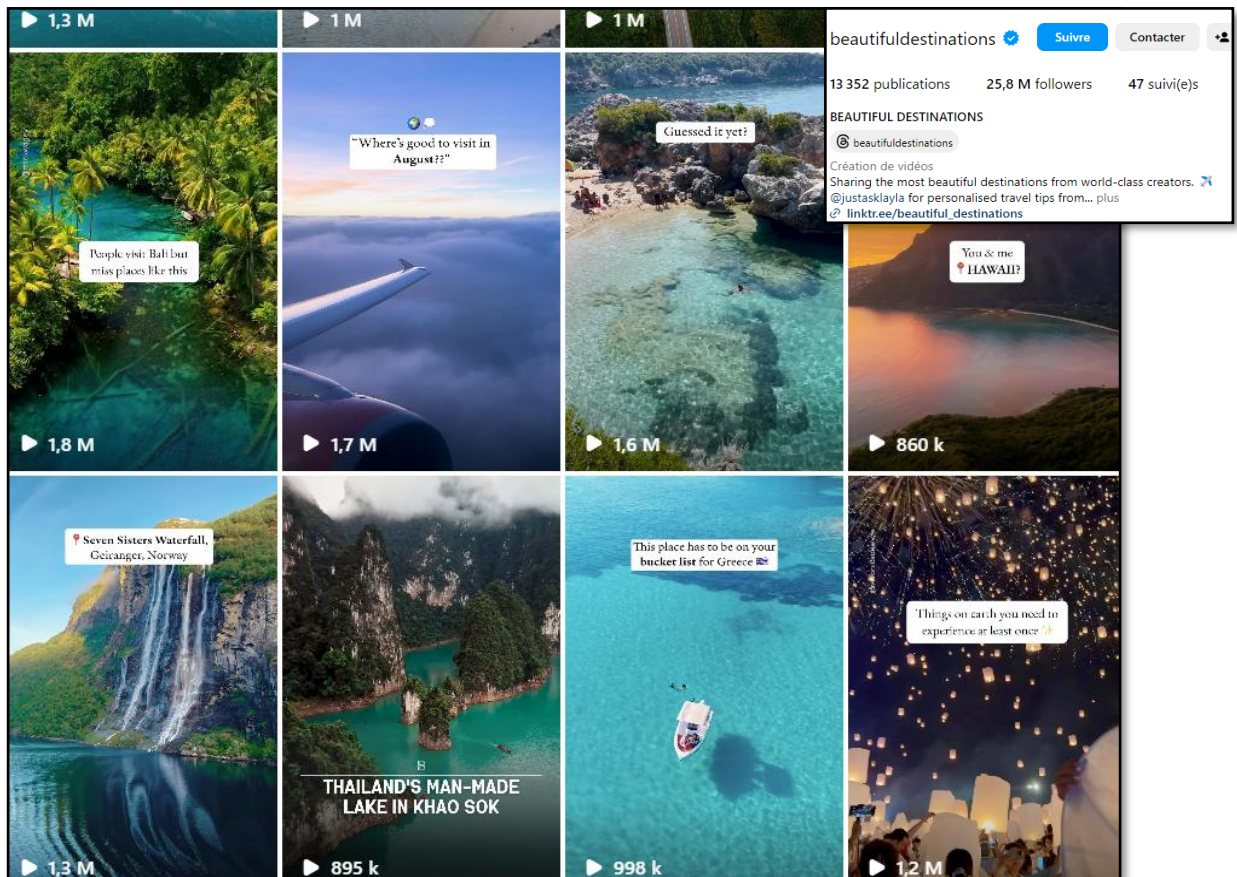 1,3 M
1 M
1 M
beautifuldestinations
Suivre
Contacter
13 352 publications
25,8 M followers
47 suivi(e)s
BEAUTIFUL DESTINATIONS
beautifuldestinations
Création de vidéos
Sharing the most beautiful destinations from world-class creators. ✈️
@justasklayla for personalised travel tips from... plus
linktr.ee/beautiful_destinations
People visit Bali but
miss places like this
1,8 M
"Where's good to visit in
August??"
1,7 M
Guessed it yet?
1,6 M
You & me
📍HAWAII?
860 k
📍Seven Sisters Waterfall,
Geiranger, Norway
1,3 M
B
THAILAND'S MAN-MADE
LAKE IN KHAO SOK
895 k
This place has to be on your
bucket list for Greece 🇬🇷
998 k
Things on earth you need to
experience at least once ✨
1,2 M